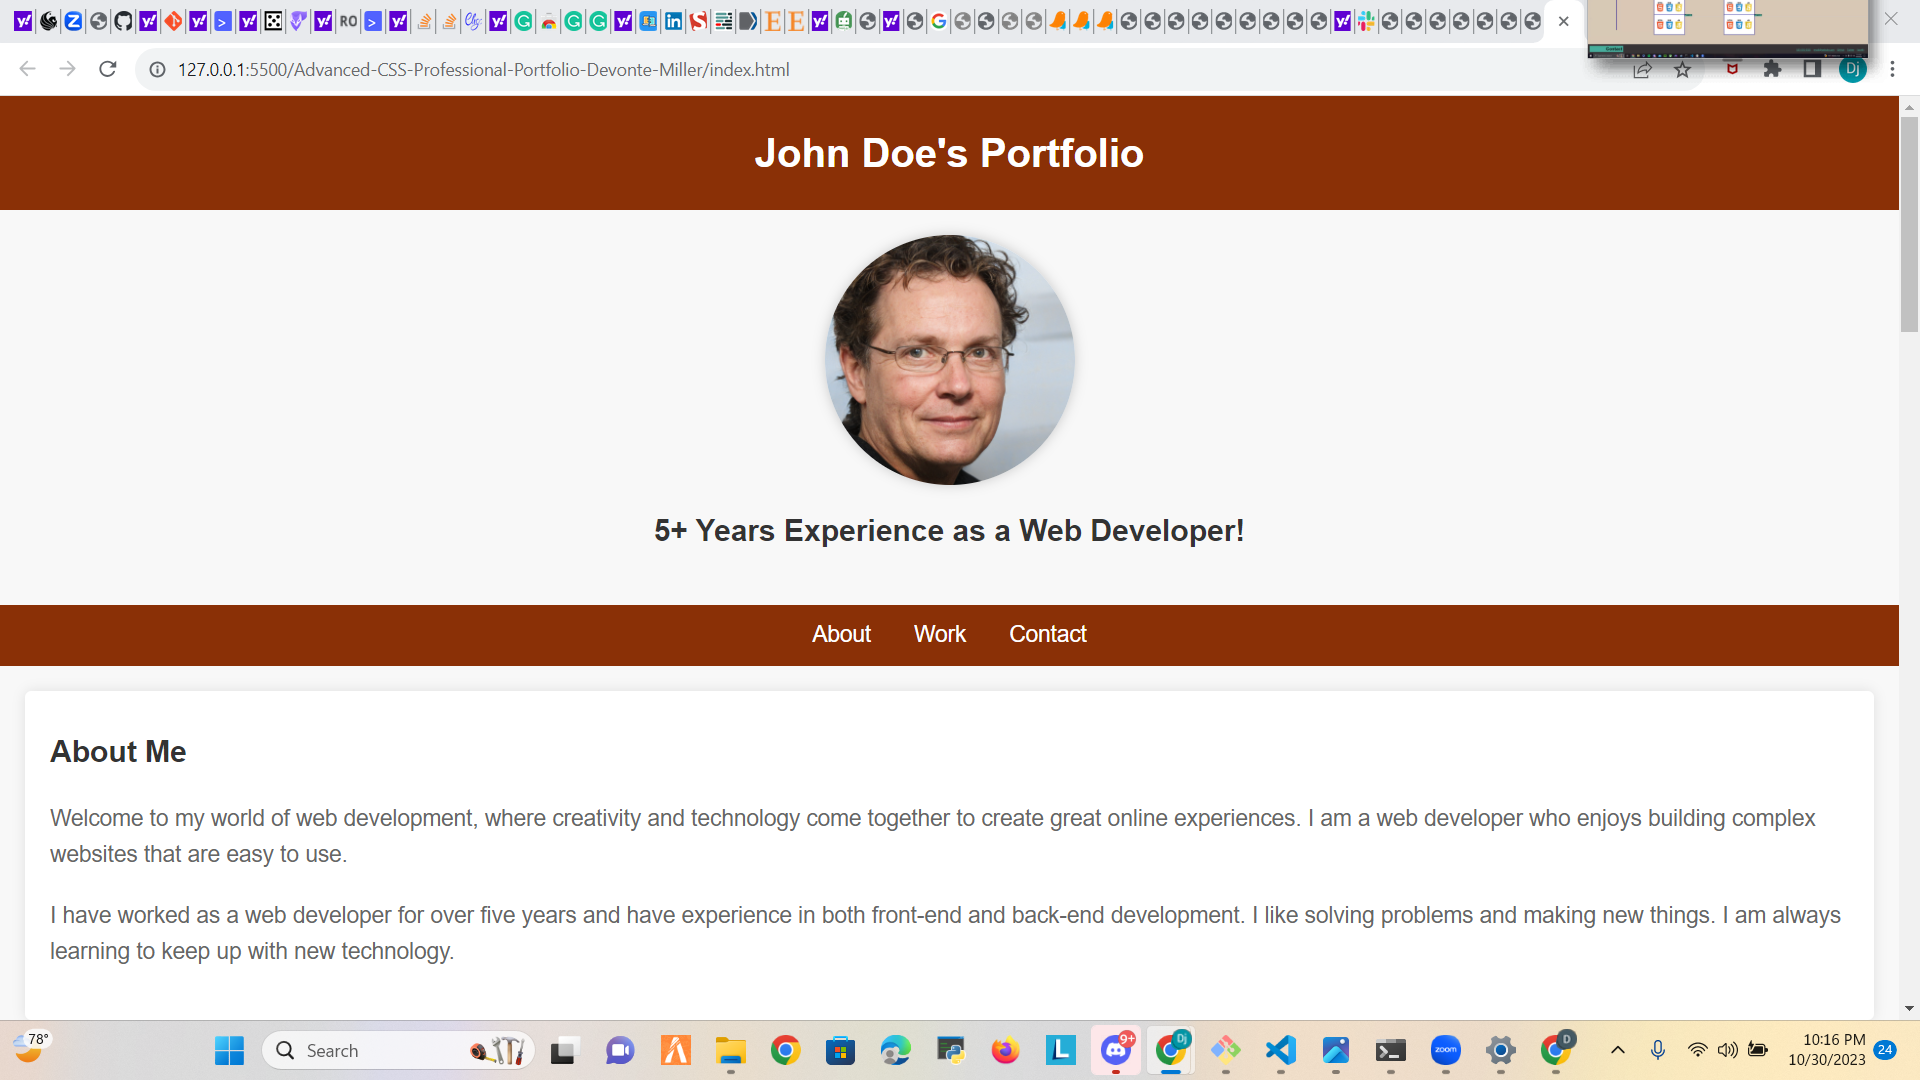 127.0.0.1:5500/Advanced-CSS-Professional-Portfolio-Devonte-Miller/index.html
Dj
John Doe's Portfolio
5+ Years Experience as a Web Developer!
About Work Contact
About Me
Welcome to my world of web development, where creativity and technology come together to create great online experiences. I am a web developer who enjoys building complex
websites that are easy to use.
I have worked as a web developer for over five years and have experience in both front-end and back-end development. I like solving problems and making new things. I am always
learning to keep up with new technology.
78°
Search
9+
Dj
zoom
D
10:16 PM
10/30/2023
24